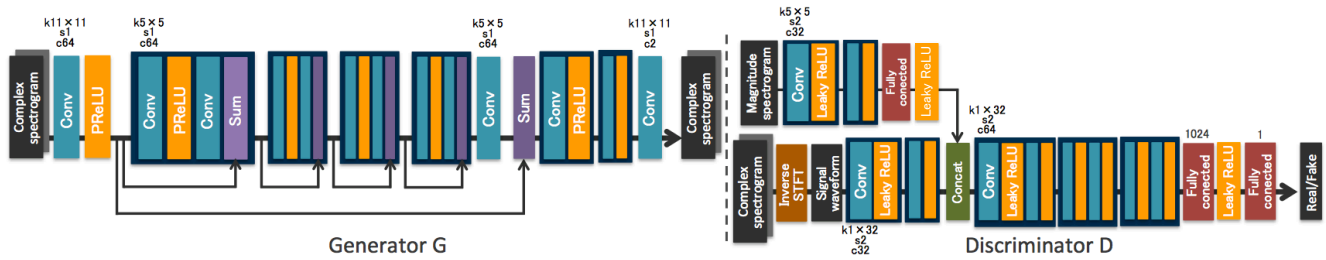 k11×11
s1
c64
k5×5
s1
c64
k5×5
s1
c64
k11×11
s1
c2
Complex
spectrogram
Conv
PReLU
Conv
PReLU
Conv
Sum
Conv
Sum
Conv
PReLU
Conv
Complex
spectrogram
Generator G
k5×5
s2
c32
Magnitude
spectrogram
Conv
Leaky ReLU
Fully
conected
Leaky ReLU
Complex
spectrogram
Inverse
STFT
Signal
waveform
Conv
Leaky ReLU
k1×32
s2
c32
Concat
k1×32
s2
c64
Conv
Leaky ReLU
1024
Fully
conected
Leaky ReLU
1
Fully
conected
Real/Fake
Discriminator D